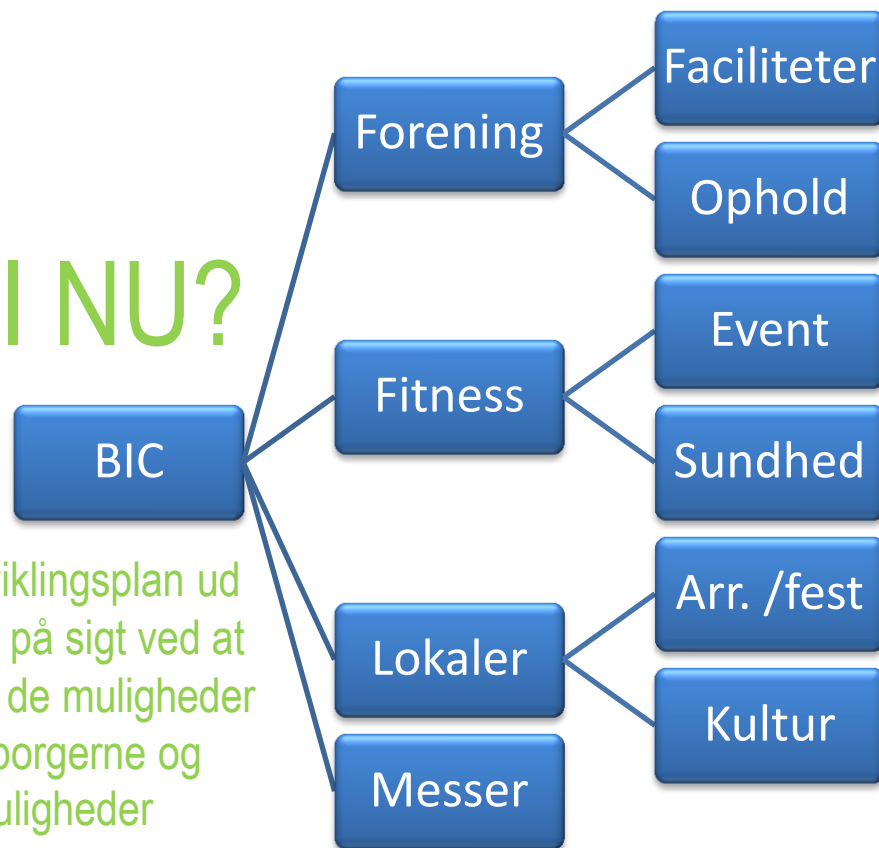 I NU?
BIC
iklingsplan ud
på sigt ved at
de muligheder
borgerne og
uligheder
Forening
Faciliteter
Ophold
Fitness
Event
Sundhed
Lokaler
Arr. /fest
Kultur
Messer